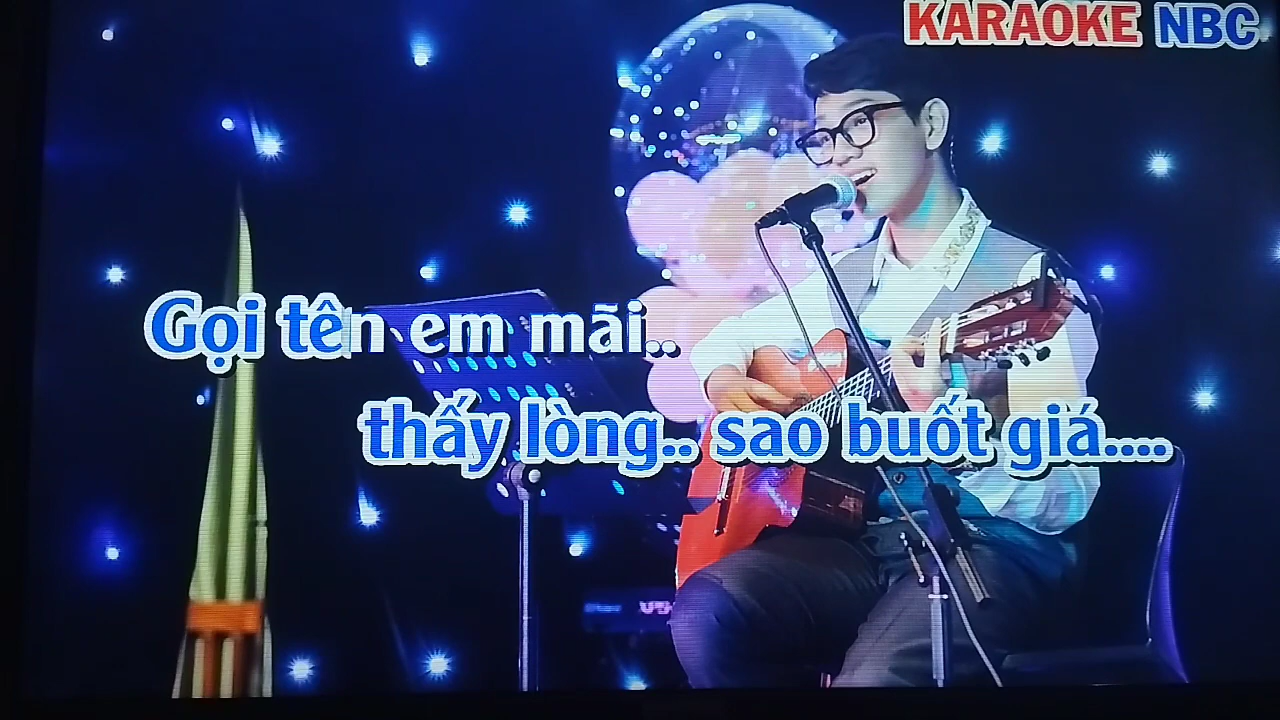 KARAOKE NBC
Gọi tên em mãi..
thấy lòng.. sao buốt giá....